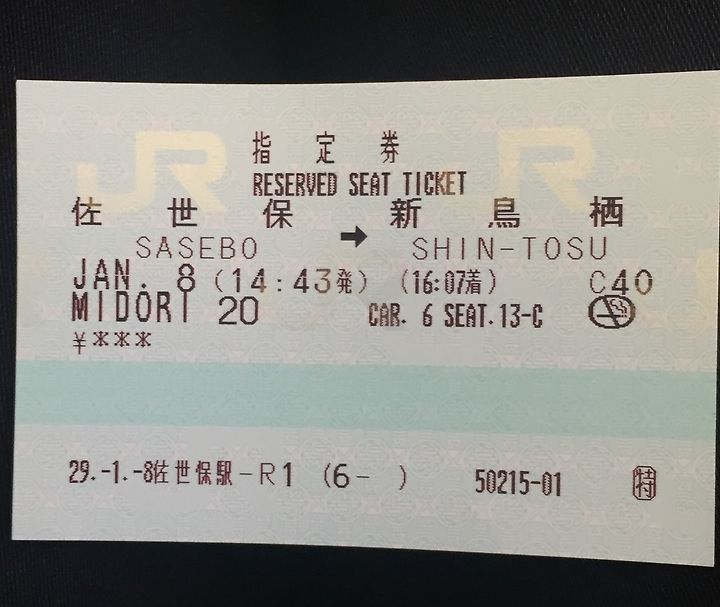 指定券
RESERVED SEAT TICKET
佐世保 → 新鳥栖
SASEBO SHIN-TOSU
JAN. 8 (14:43発) (16:07着) C40
MIDORI 20 CAR. 6 SEAT.13-C
¥***
29.-1.-8佐世保駅-R1 (6- ) 50215-01 特